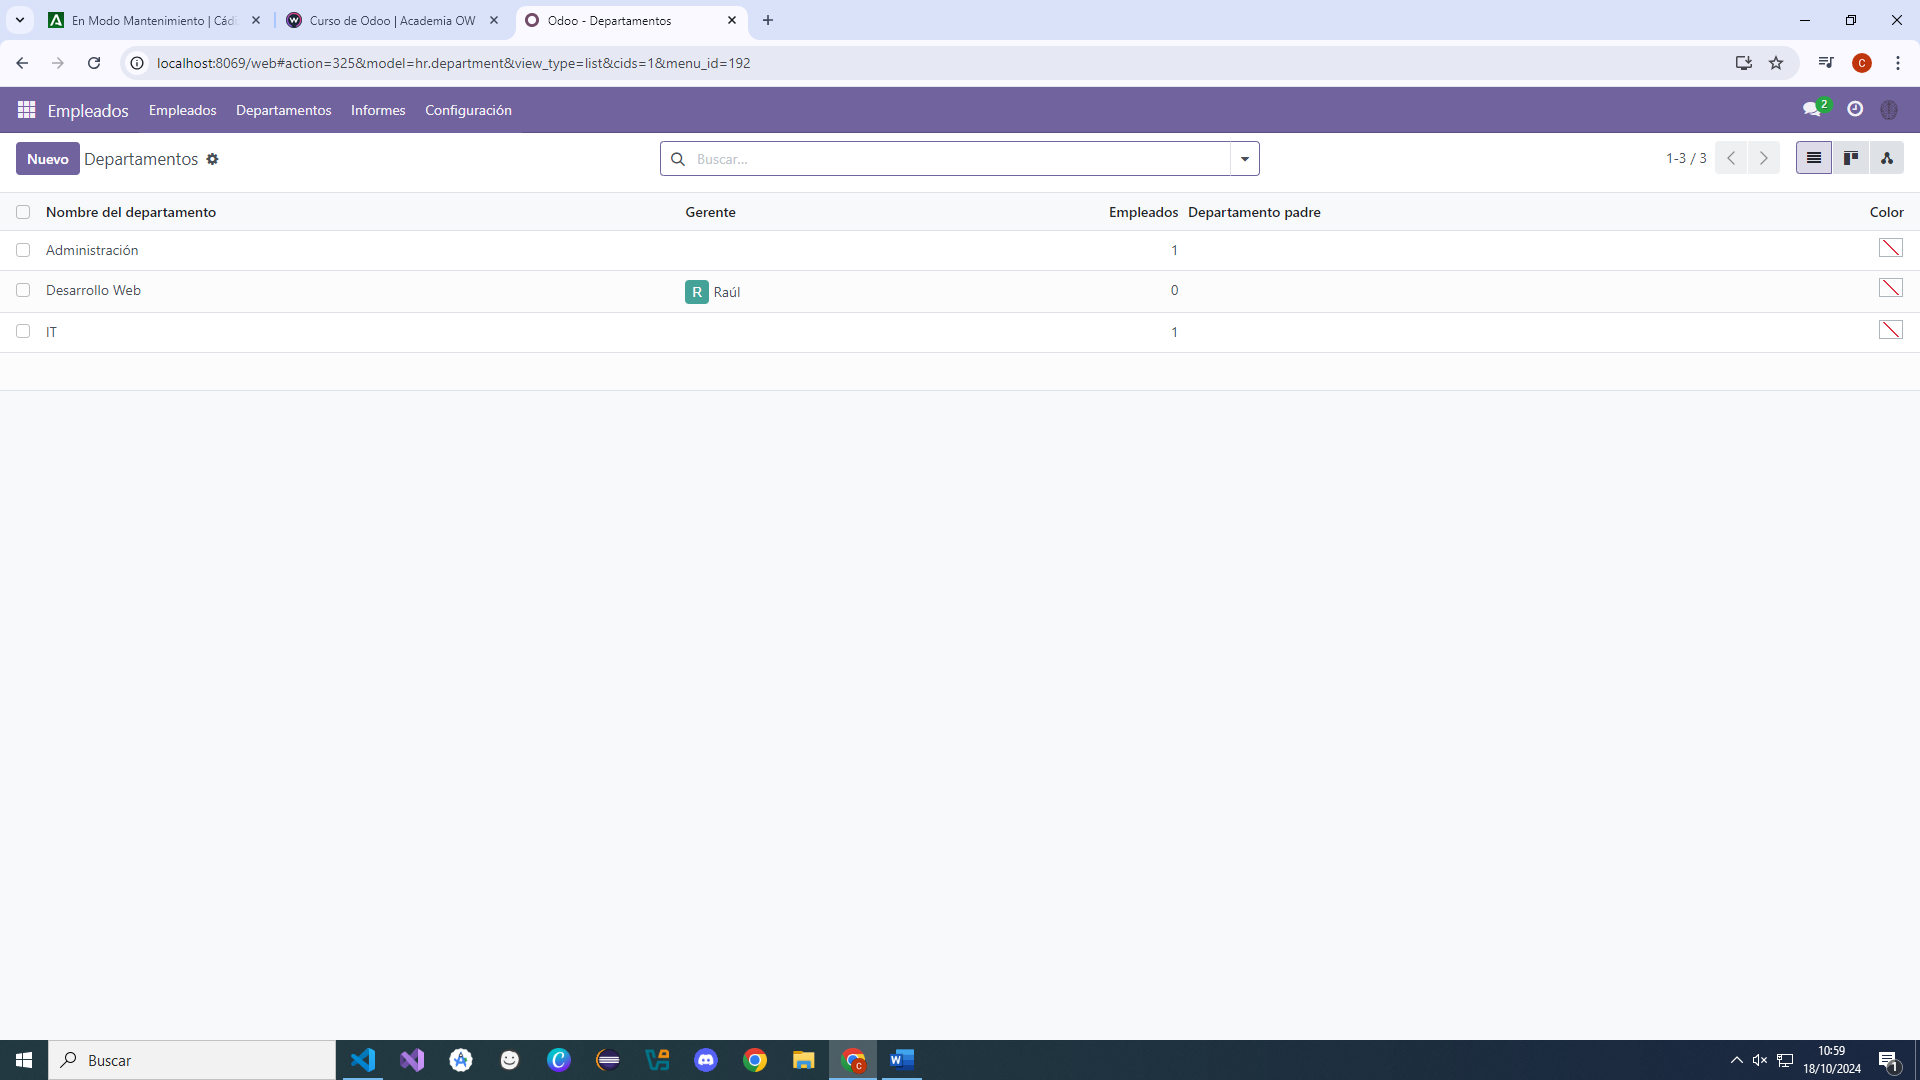 En Modo Mantenimiento | Cádi
Curso de Odoo | Academia OW
Odoo - Departamentos
localhost:8069/web#action=325&model=hr.department&view_type=list&cids=1&menu_id=192
C
Empleados Empleados Departamentos Informes Configuración
2
Nuevo Departamentos
Buscar...
1-3 / 3
Nombre del departamento Gerente Empleados Departamento padre Color
Administración 1
Desarrollo Web R Raúl 0
IT 1
Buscar
10:59
18/10/2024
1